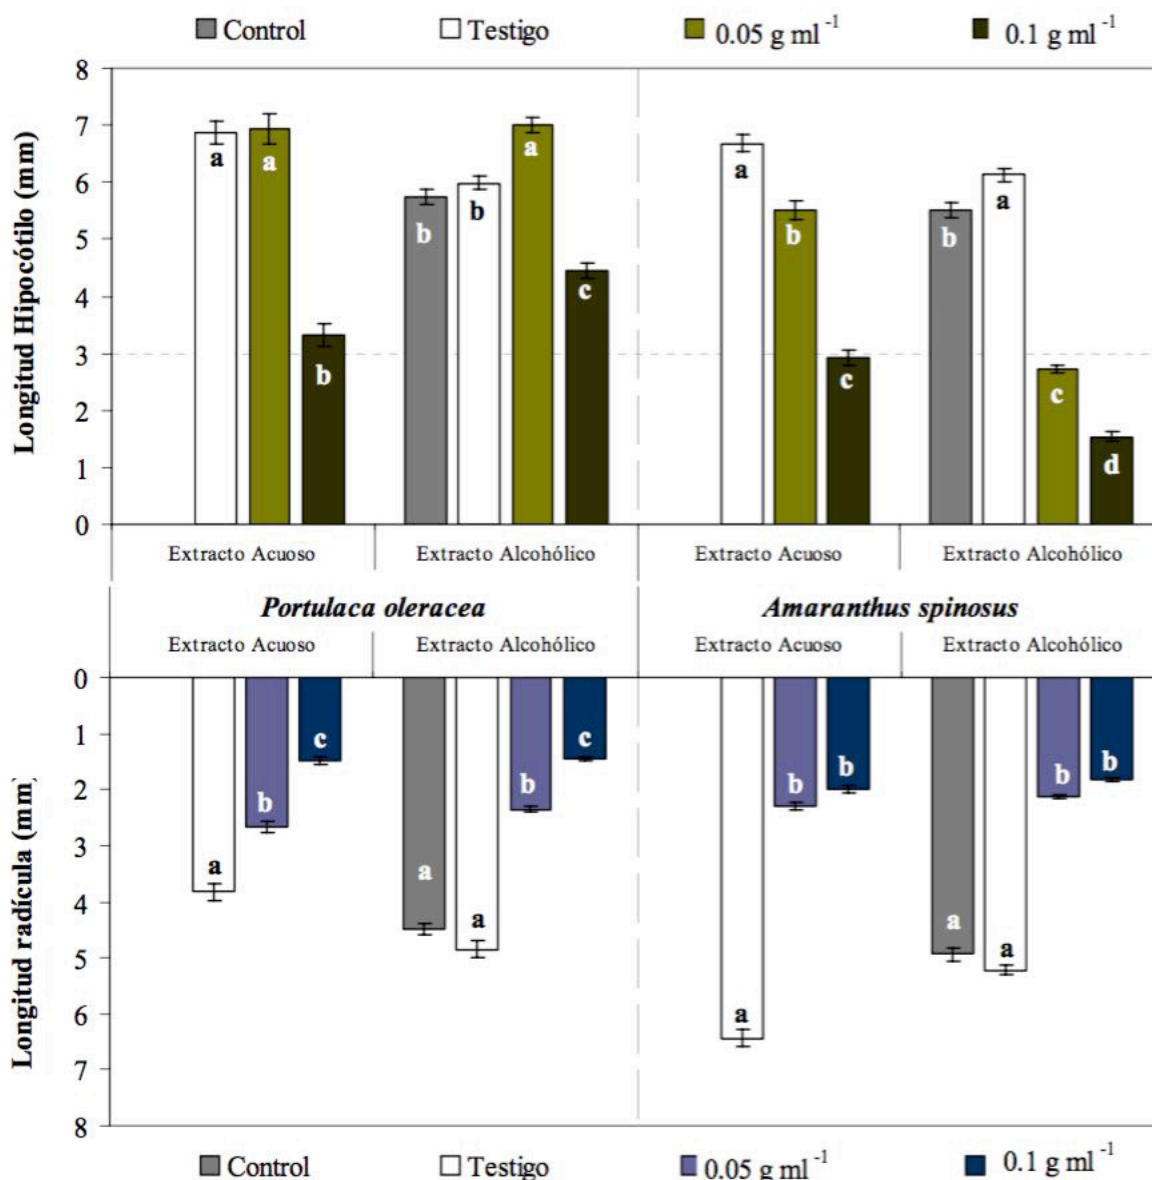 Control Testigo 0.05 g ml⁻¹ 0.1 g ml⁻¹
Longitud Hipocótilo (mm)
8
7
6
5
4
3
2
1
0
a a b
b b a c
a b c
b a c d
Extracto Acuoso Extracto Alcohólico Extracto Acuoso Extracto Alcohólico
Portulaca oleracea Amaranthus spinosus
Extracto Acuoso Extracto Alcohólico Extracto Acuoso Extracto Alcohólico
Longitud radícula (mm)
0
1
2
3
4
5
6
7
8
a b c
a a b c
a b b
a a b b
Control Testigo 0.05 g ml⁻¹ 0.1 g ml⁻¹